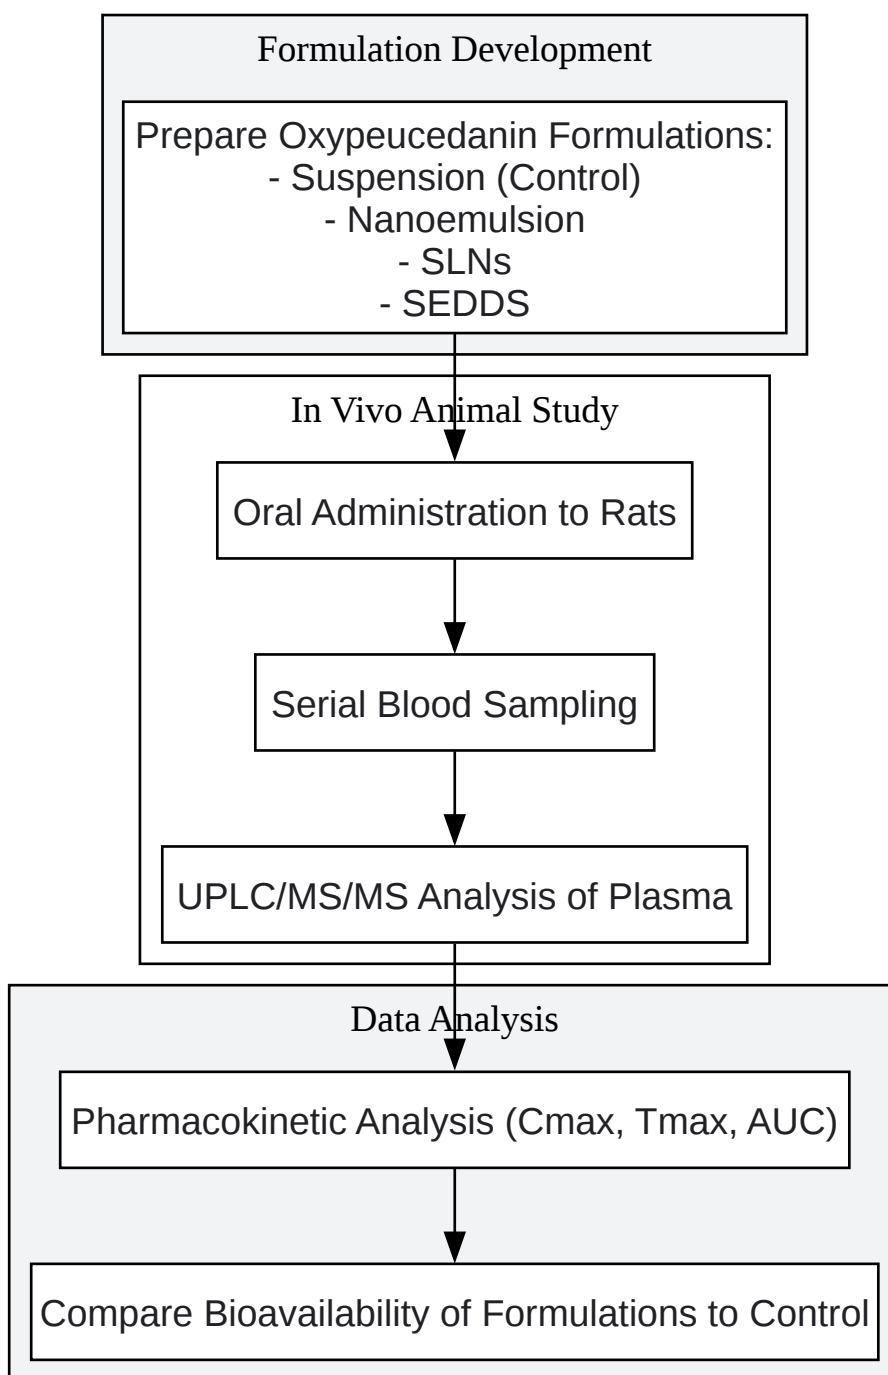 Formulation Development
Prepare Oxypeucedanin Formulations:
- Suspension (Control)
- Nanoemulsion
- SLNs
- SEDDS
In Vivo Animal Study
Oral Administration to Rats
Serial Blood Sampling
UPLC/MS/MS Analysis of Plasma
Data Analysis
Pharmacokinetic Analysis (Cmax, Tmax, AUC)
Compare Bioavailability of Formulations to Control